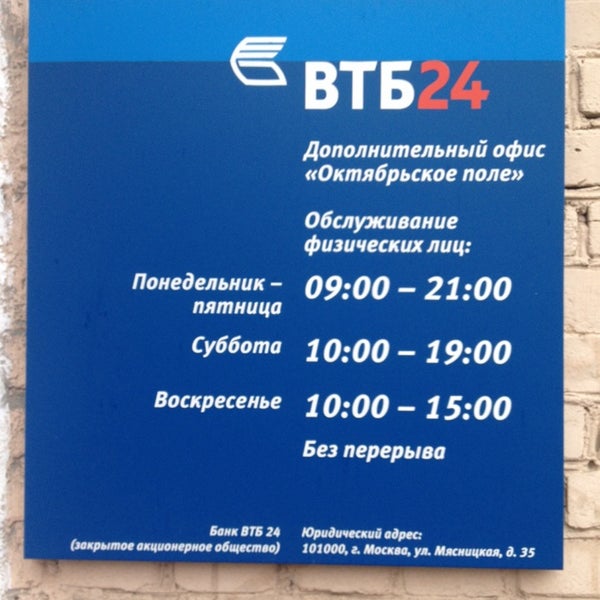 ВТБ24
Дополнительный офис
«Октябрьское поле»
Обслуживание
физических лиц:
Понедельник –
пятница
09:00 – 21:00
Суббота
10:00 – 19:00
Воскресенье
10:00 – 15:00
Без перерыва
Банк ВТБ 24
(закрытое акционерное общество)
Юридический адрес:
101000, г. Москва, ул. Мясницкая, д. 35